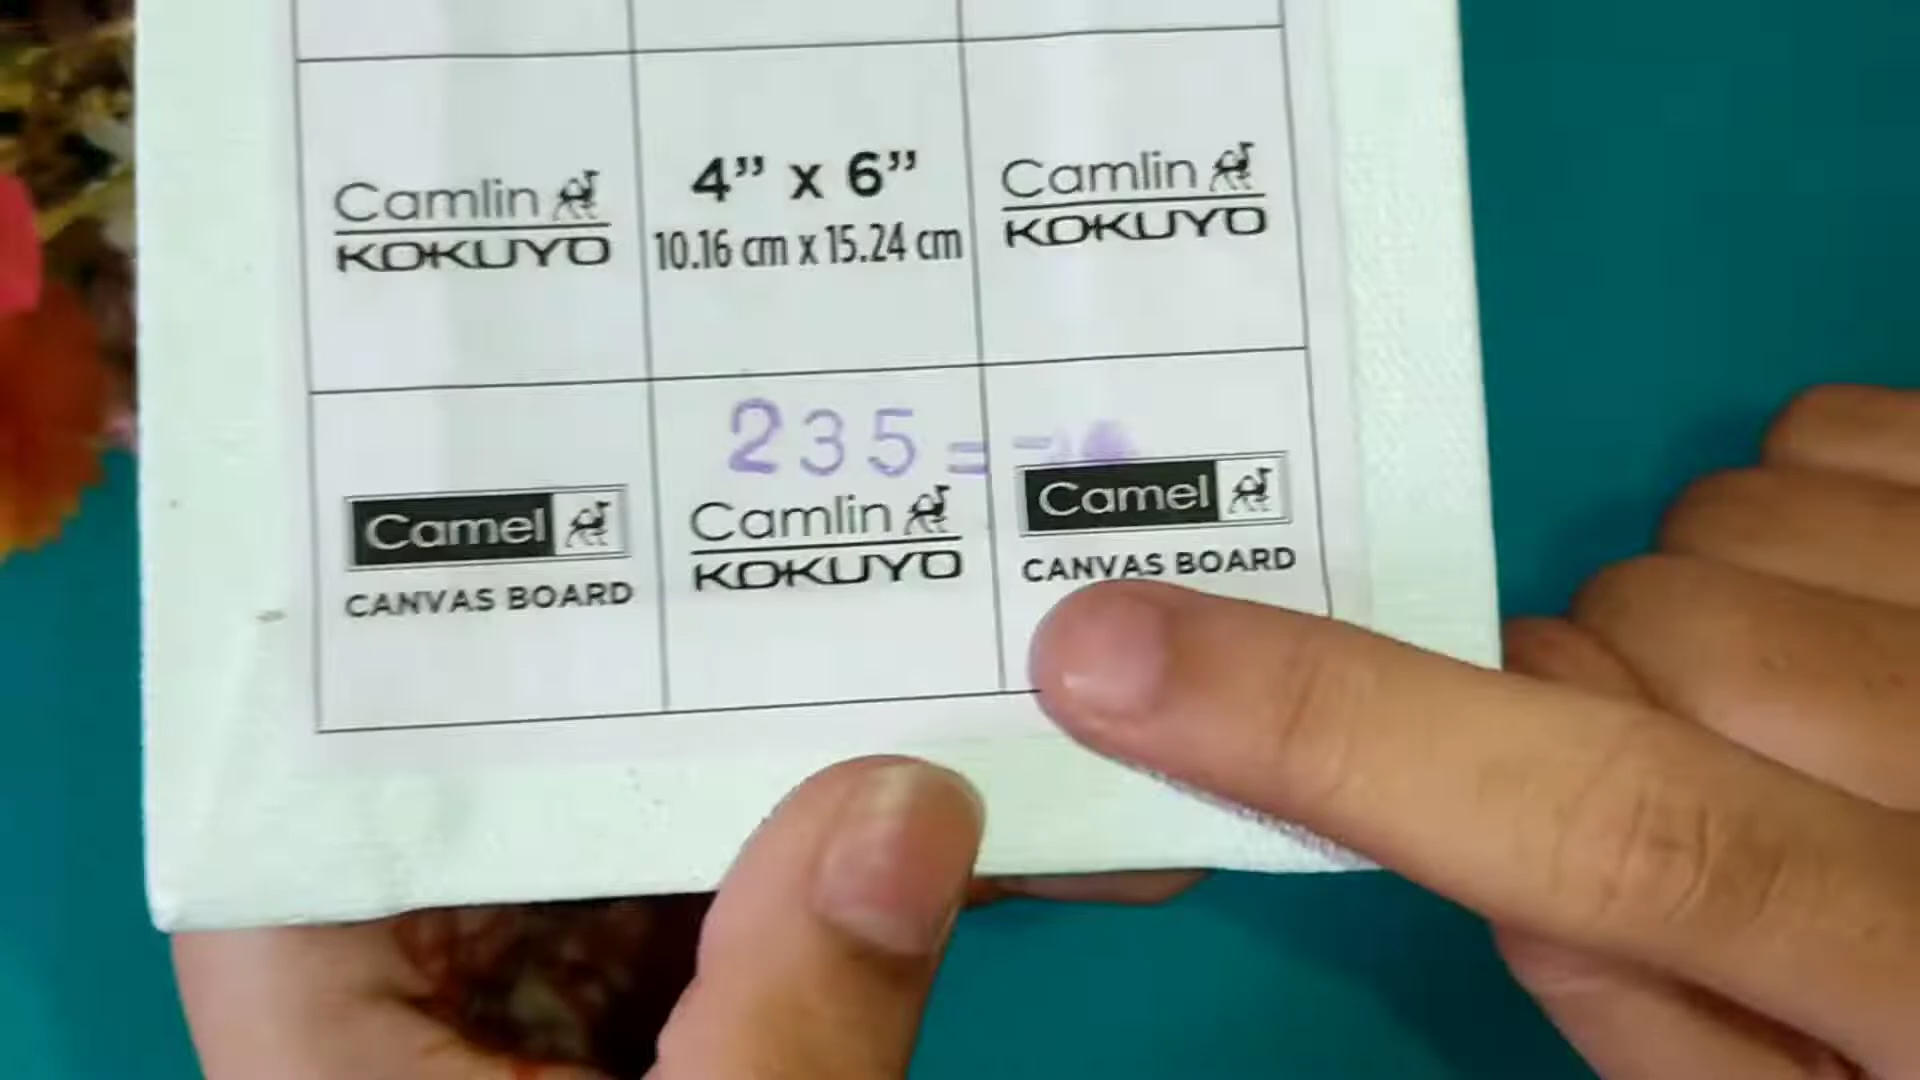 Camlin
KOKUYO
4” x 6”
10.16 cm x 15.24 cm
Camlin
KOKUYO
Camel
CANVAS BOARD
235=
Camlin
KOKUYO
Camel
CANVAS BOARD